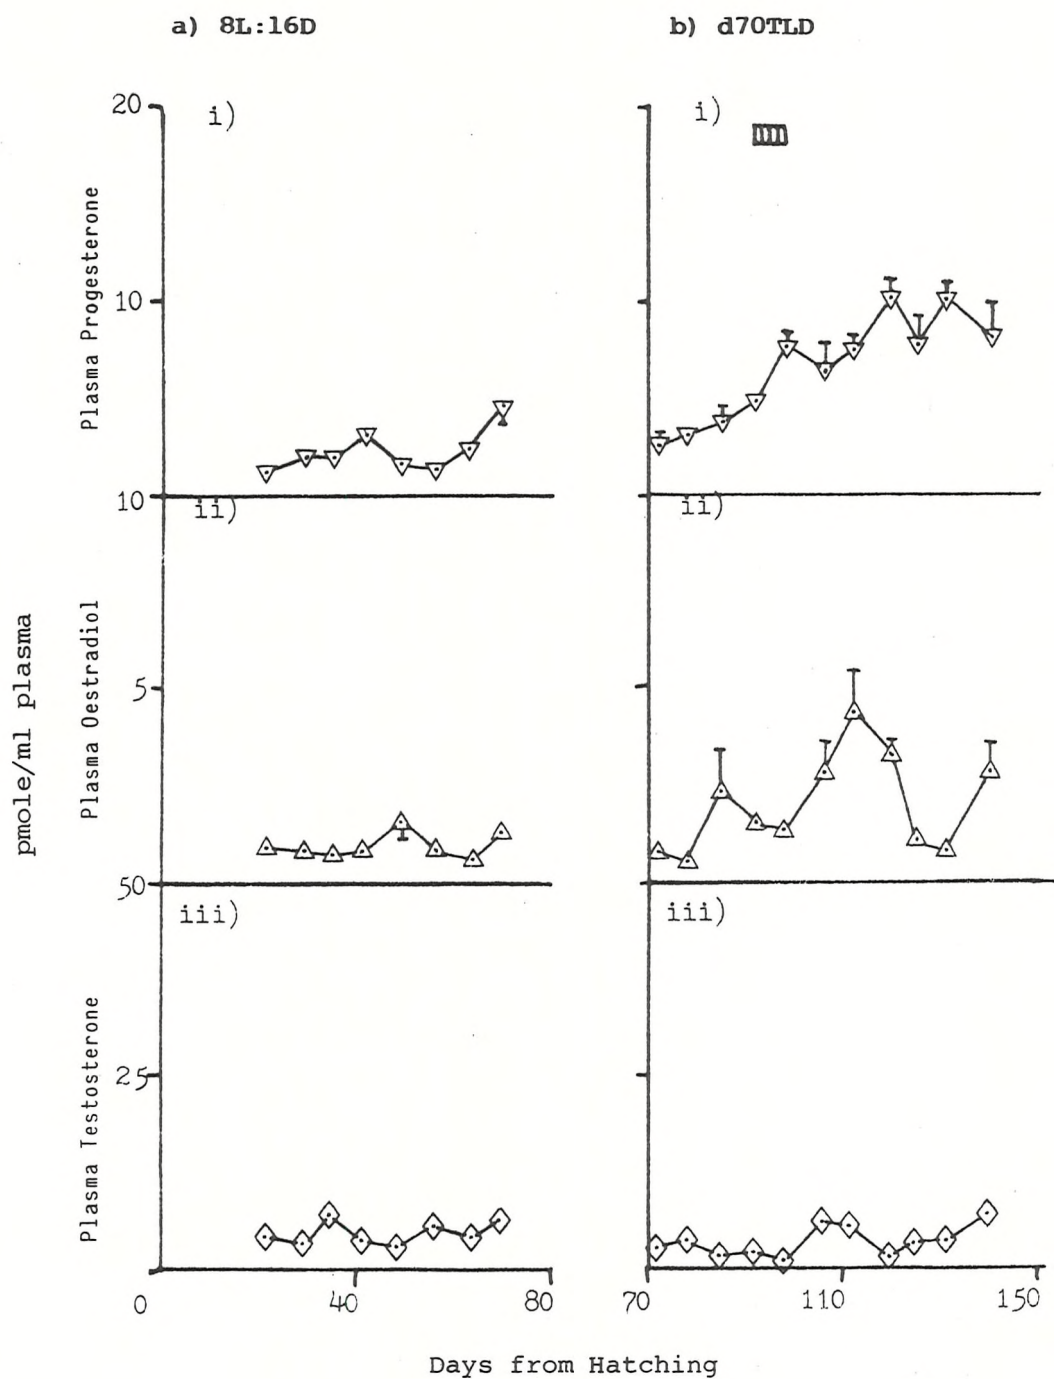 a) 8L:16D
b) d70TLD
i)
i)
20
10
Plasma Progesterone
10
ii)
ii)
5
Plasma Oestradiol
pmole/ml plasma
50
iii)
iii)
25
Plasma Testosterone
0 40 80
70 110 150
Days from Hatching